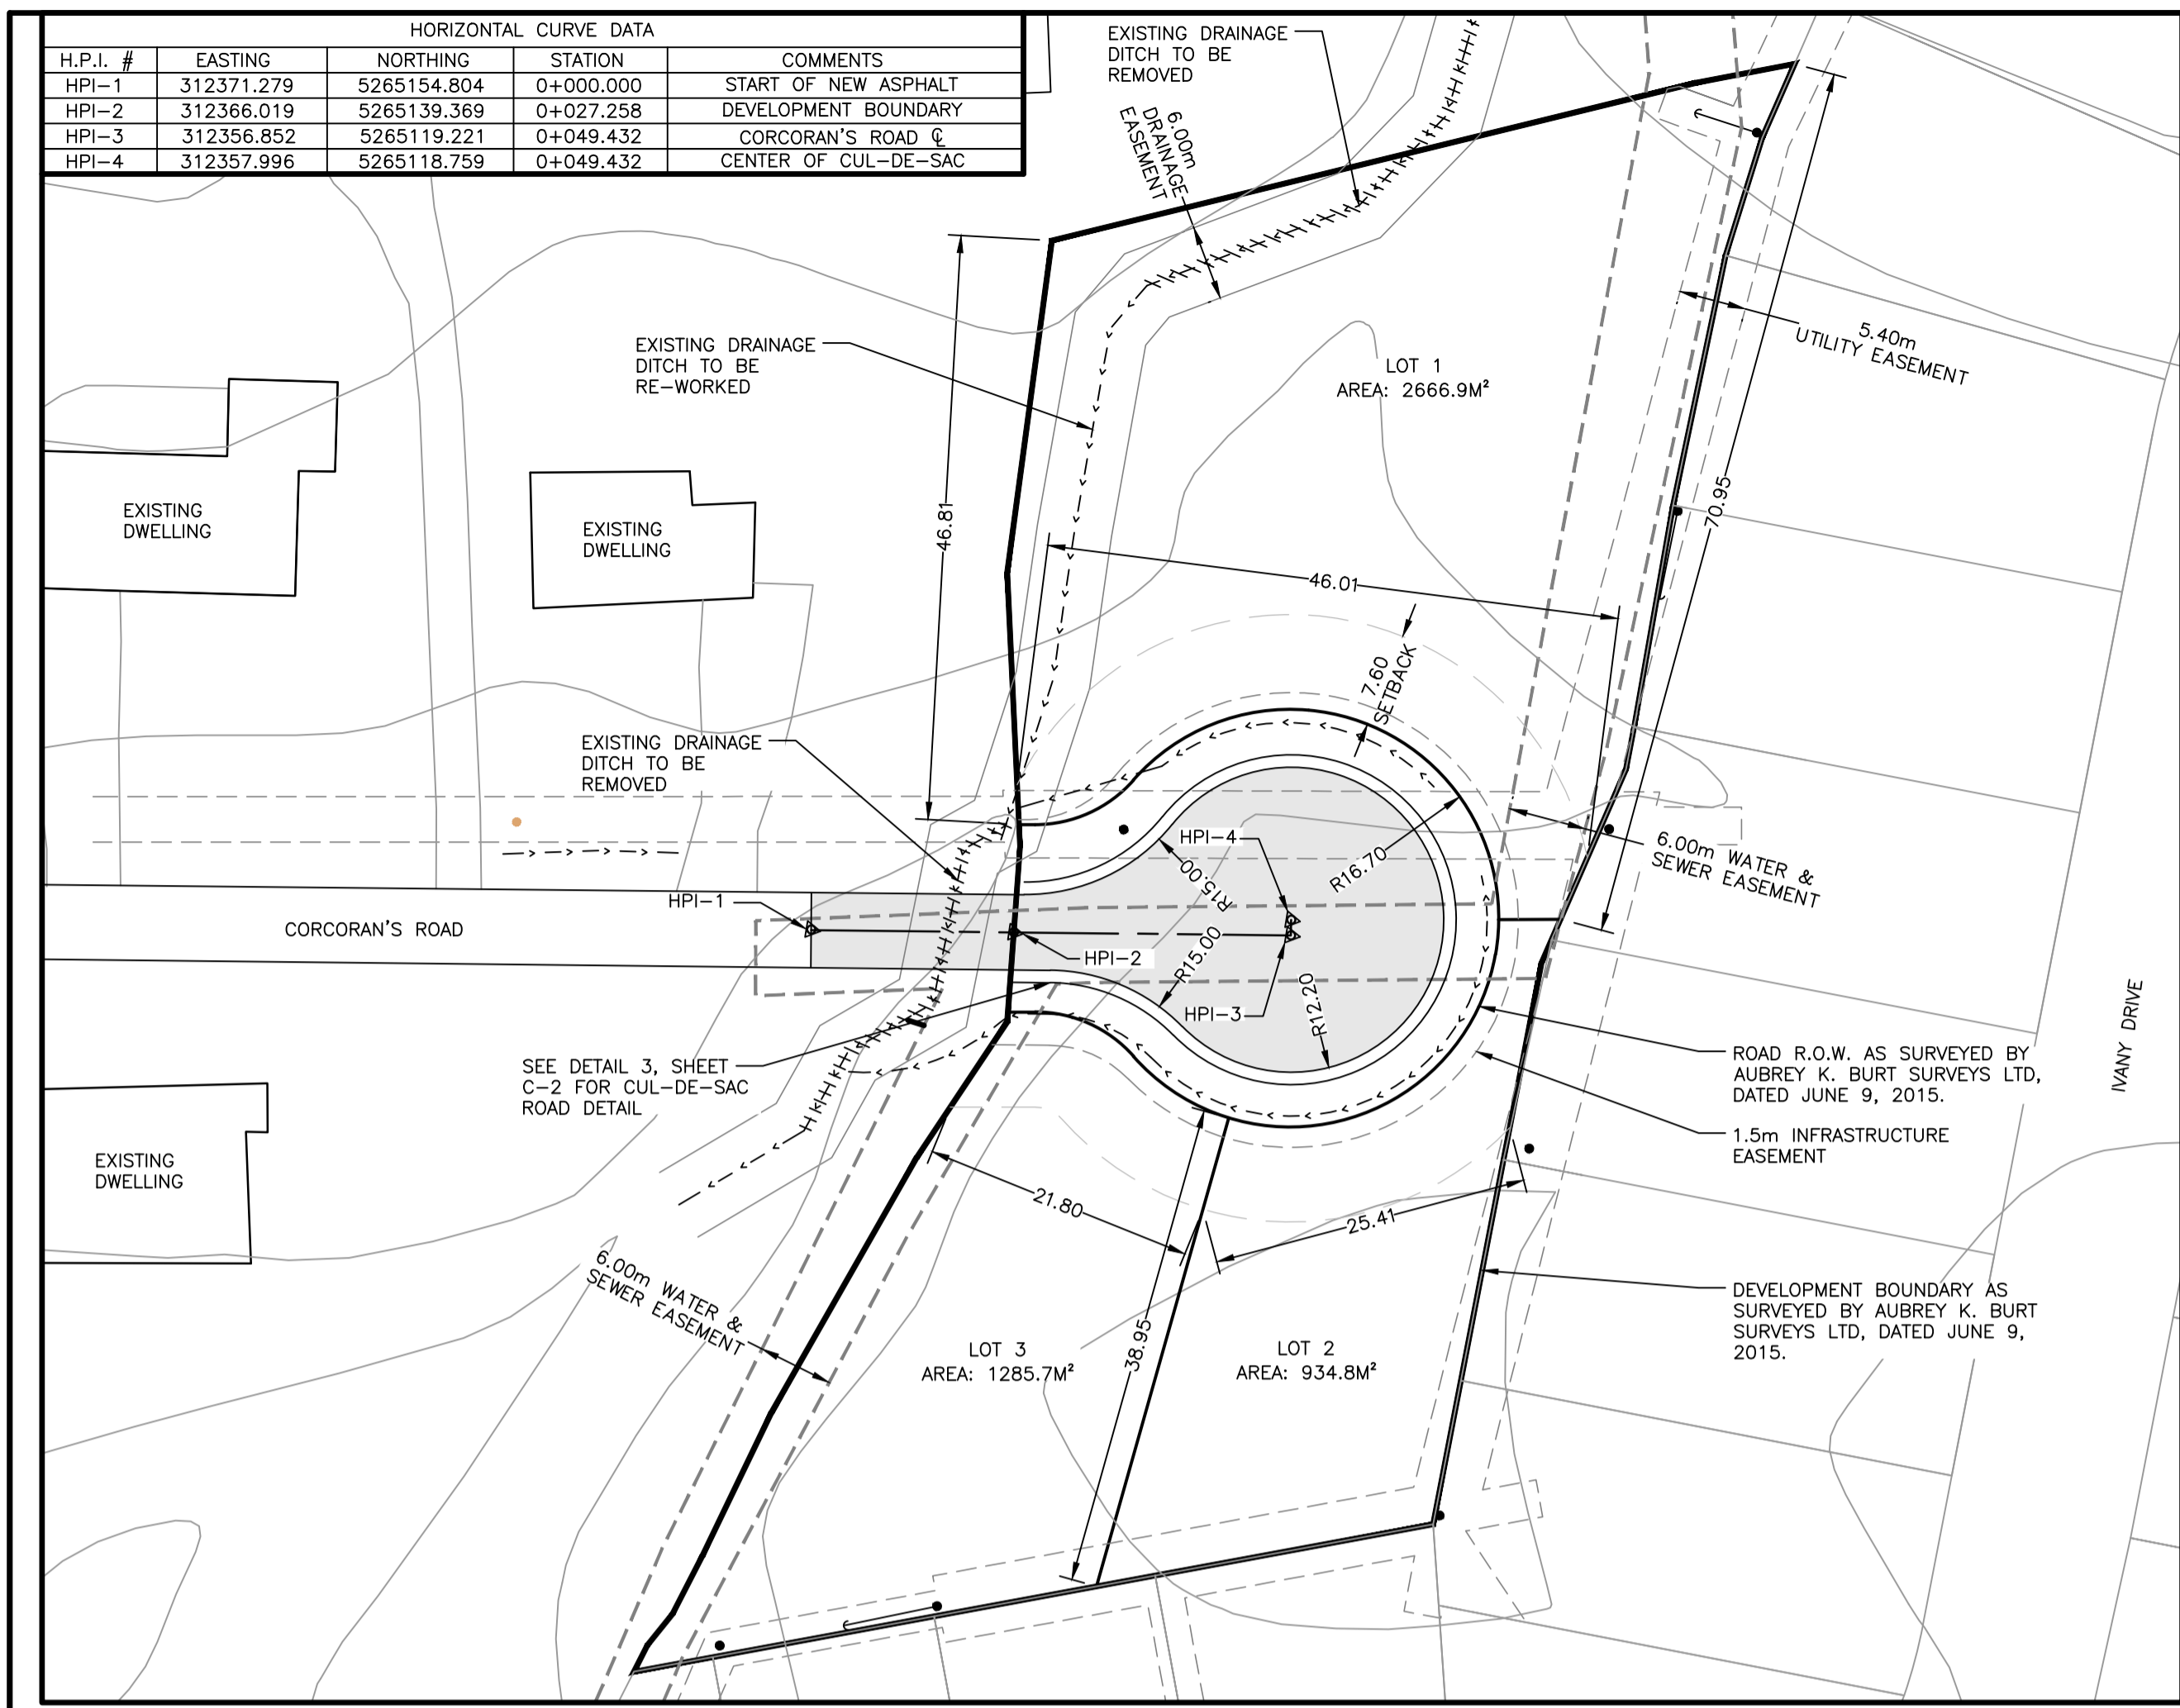 HORIZONTAL CURVE DATA
H.P.I. # EASTING NORTHING STATION COMMENTS
HPI-1 312371.279 5265154.804 0+000.000 START OF NEW ASPHALT
HPI-2 312366.019 5265139.369 0+027.258 DEVELOPMENT BOUNDARY
HPI-3 312356.852 5265119.221 0+049.432 CORCORAN'S ROAD ℄
HPI-4 312357.996 5265118.759 0+049.432 CENTER OF CUL-DE-SAC
EXISTING DRAINAGE
DITCH TO BE
REMOVED
6.00m
DRAINAGE
EASEMENT
EXISTING DRAINAGE
DITCH TO BE
RE-WORKED
5.40m
UTILITY EASEMENT
LOT 1
AREA: 2666.9M²
EXISTING
DWELLING
EXISTING
DWELLING
46.81
70.95
46.01
7.60
SETBACK
EXISTING DRAINAGE
DITCH TO BE
REMOVED
HPI-4
R15.00
R16.70
6.00m WATER &
SEWER EASEMENT
HPI-1
CORCORAN'S ROAD
HPI-2
R15.00
HPI-3
R12.20
IVANY DRIVE
SEE DETAIL 3, SHEET
C-2 FOR CUL-DE-SAC
ROAD DETAIL
ROAD R.O.W. AS SURVEYED BY
AUBREY K. BURT SURVEYS LTD,
DATED JUNE 9, 2015.
1.5m INFRASTRUCTURE
EASEMENT
EXISTING
DWELLING
21.80
25.41
6.00m WATER &
SEWER EASEMENT
DEVELOPMENT BOUNDARY AS
SURVEYED BY AUBREY K. BURT
SURVEYS LTD, DATED JUNE 9,
2015.
38.95
LOT 3
AREA: 1285.7M²
LOT 2
AREA: 934.8M²